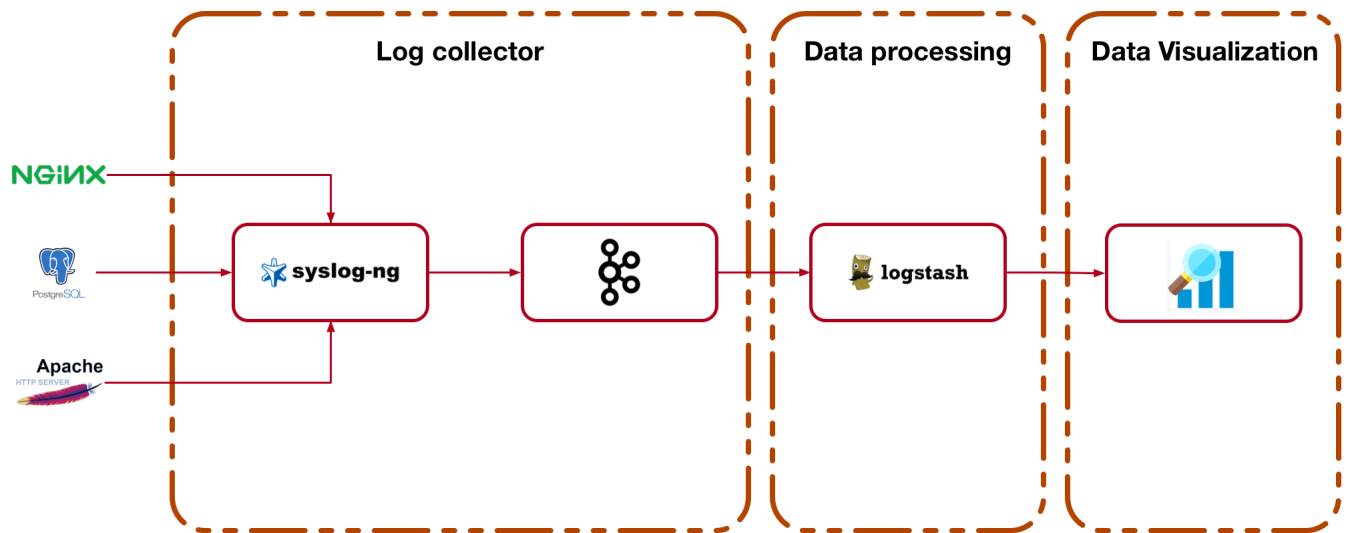 Log collector
Data processing
Data Visualization
NGINX
PostgreSQL
syslog-ng
logstash
Apache
HTTP SERVER